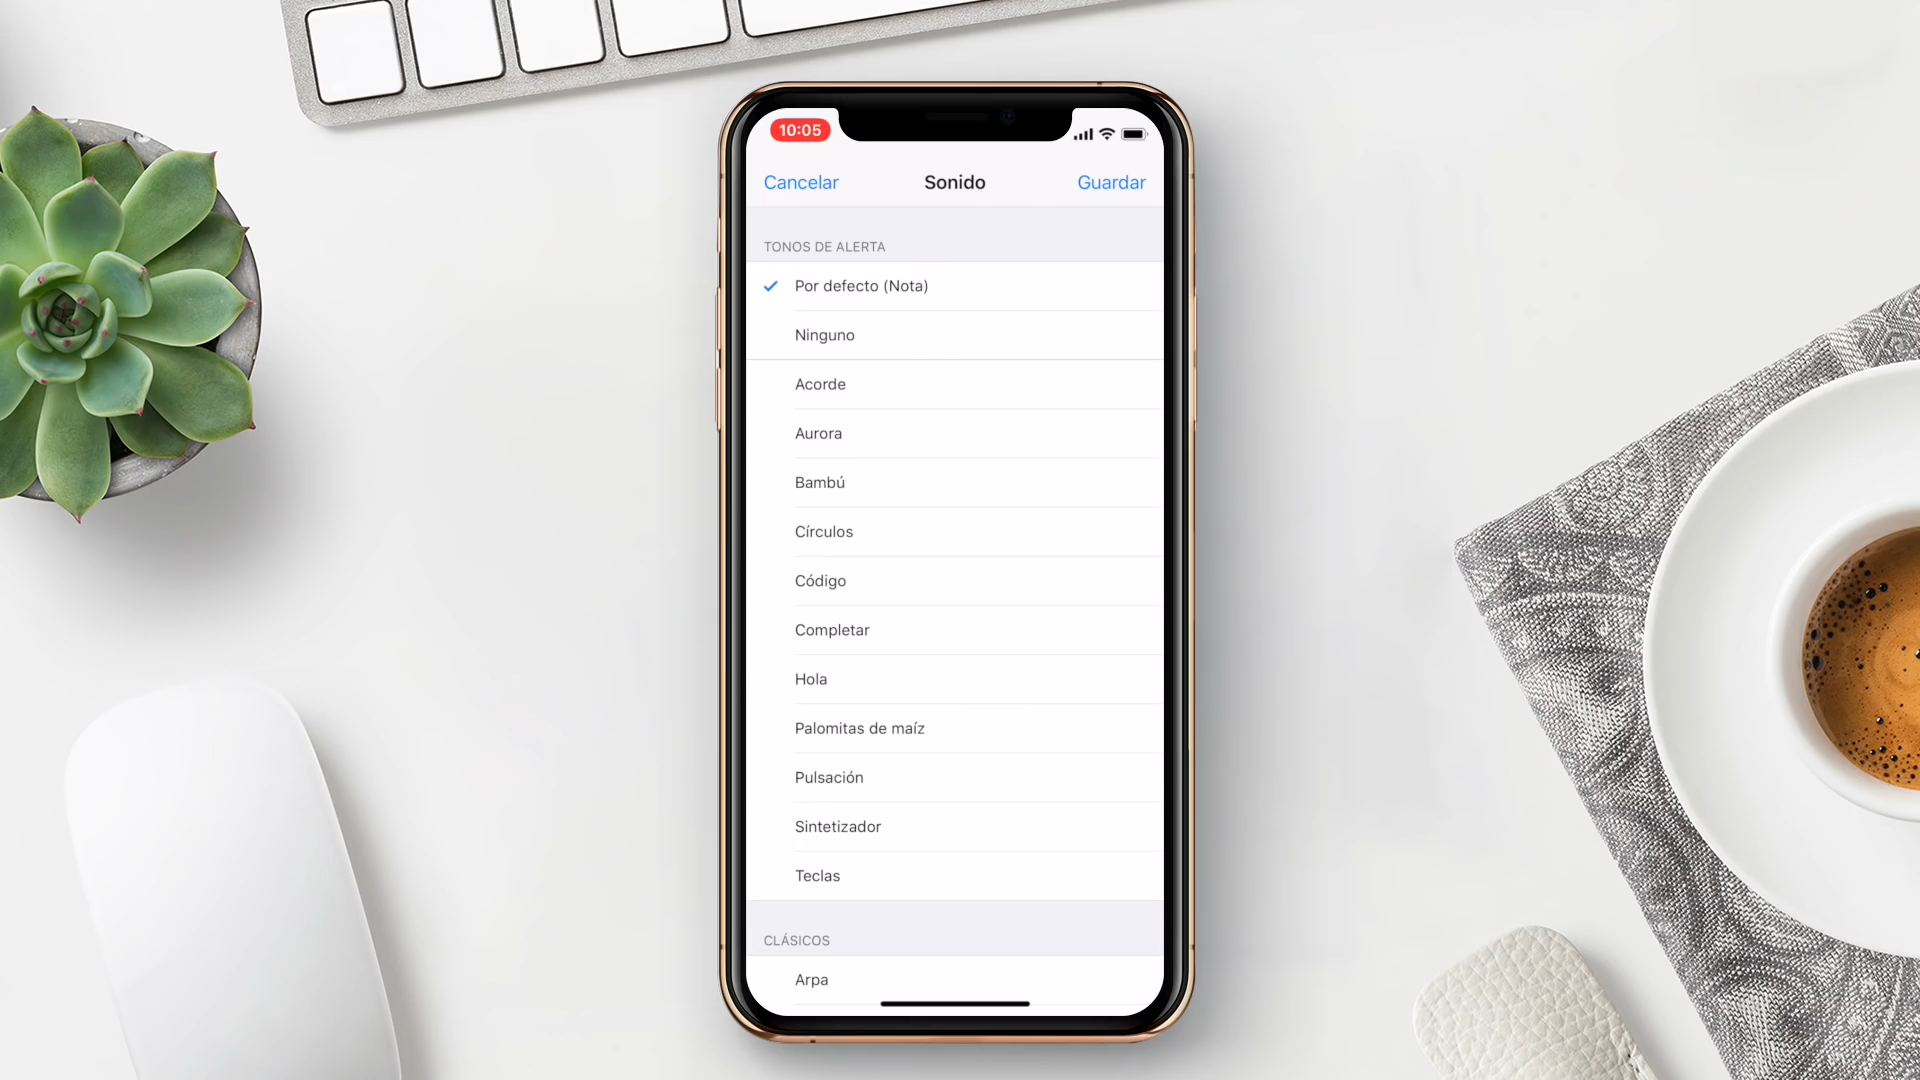 10:05
Cancelar Sonido Guardar
TONOS DE ALERTA
Por defecto (Nota)
Ninguno
Acorde
Aurora
Bambú
Círculos
Código
Completar
Hola
Palomitas de maíz
Pulsación
Sintetizador
Teclas
CLÁSICOS
Arpa